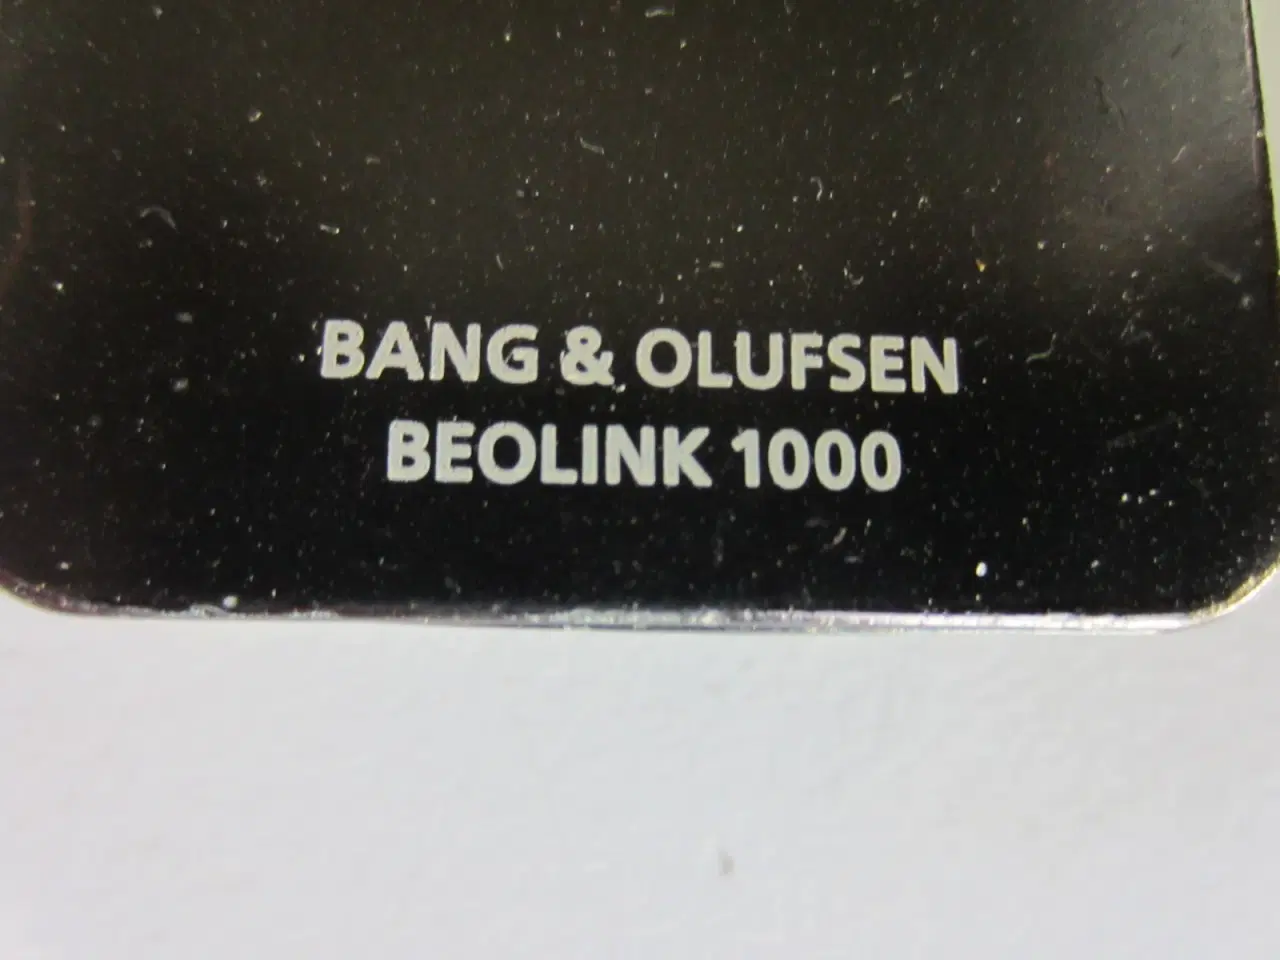 BANG & OLUFSEN
BEOLINK 1000